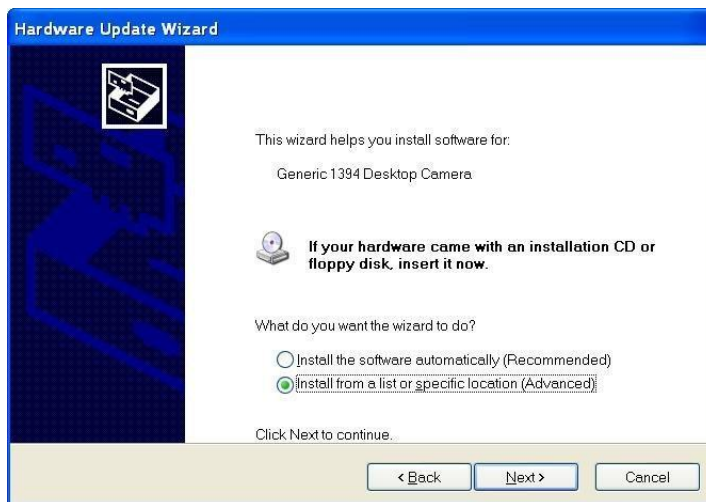 Hardware Update Wizard
This wizard helps you install software for:
Generic 1394 Desktop Camera
If your hardware came with an installation CD or
floppy disk, insert it now.
What do you want the wizard to do?
Install the software automatically (Recommended)
Install from a list or specific location (Advanced)
Click Next to continue.
< Back
Next >
Cancel